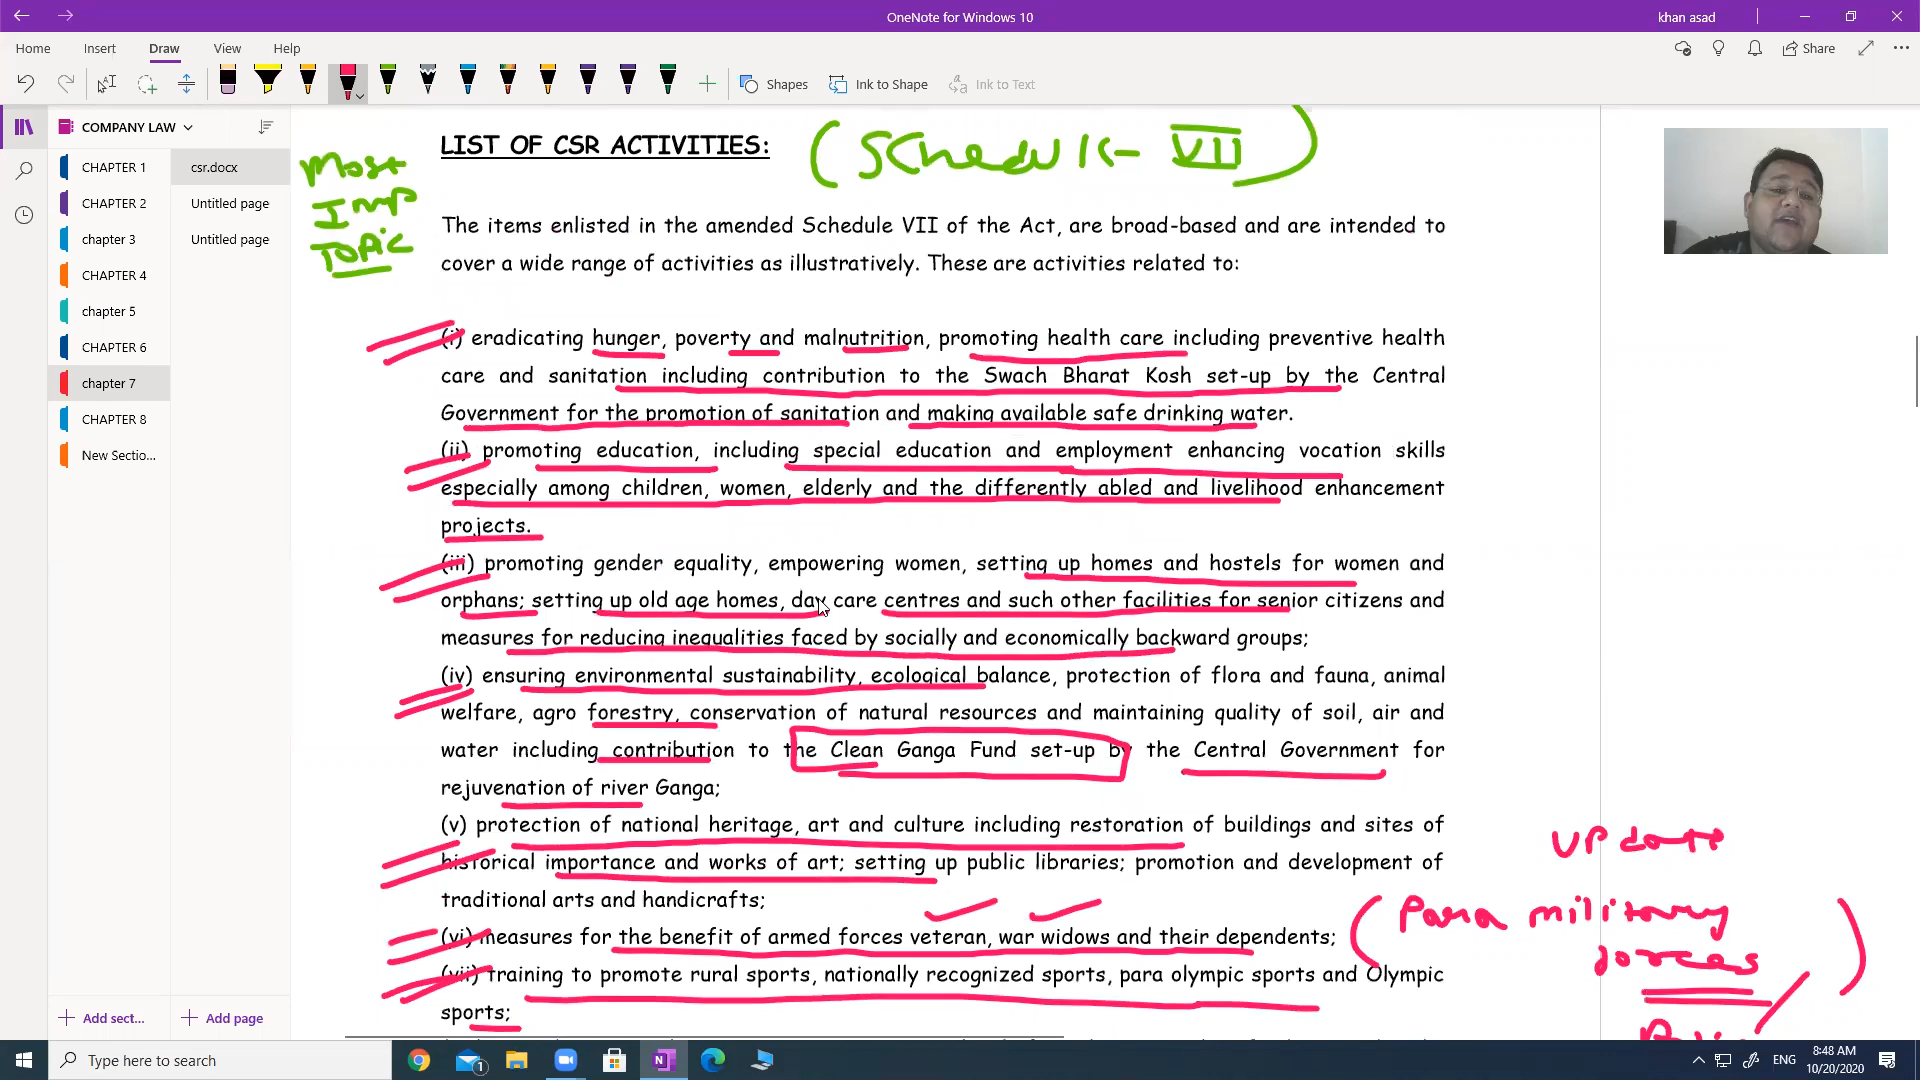 OneNote for Windows 10
khan asad
Home
Insert
Draw
View
Help
Share
Shapes
Ink to Shape
Ink to Text
COMPANY LAW
CHAPTER 1
CHAPTER 2
chapter 3
CHAPTER 4
chapter 5
CHAPTER 6
chapter 7
CHAPTER 8
New Sectio...
csr.docx
Untitled page
Untitled page
Most
Imp
Topic
LIST OF CSR ACTIVITIES:
(Schedule VII)
The items enlisted in the amended Schedule VII of the Act, are broad-based and are intended to
cover a wide range of activities as illustratively. These are activities related to:
(i) eradicating hunger, poverty and malnutrition, promoting health care including preventive health
care and sanitation including contribution to the Swach Bharat Kosh set-up by the Central
Government for the promotion of sanitation and making available safe drinking water.
(ii) promoting education, including special education and employment enhancing vocation skills
especially among children, women, elderly and the differently abled and livelihood enhancement
projects.
(iii) promoting gender equality, empowering women, setting up homes and hostels for women and
orphans; setting up old age homes, day care centres and such other facilities for senior citizens and
measures for reducing inequalities faced by socially and economically backward groups;
(iv) ensuring environmental sustainability, ecological balance, protection of flora and fauna, animal
welfare, agro forestry, conservation of natural resources and maintaining quality of soil, air and
water including contribution to the Clean Ganga Fund set-up by the Central Government for
rejuvenation of river Ganga;
(v) protection of national heritage, art and culture including restoration of buildings and sites of
historical importance and works of art; setting up public libraries; promotion and development of
traditional arts and handicrafts;
(vi) measures for the benefit of armed forces veteran, war widows and their dependents;
(vii) training to promote rural sports, nationally recognized sports, para olympic sports and Olympic
sports;
update
(Para military
forces)
Add sect...
Add page
Type here to search
1
ENG
8:48 AM
10/20/2020